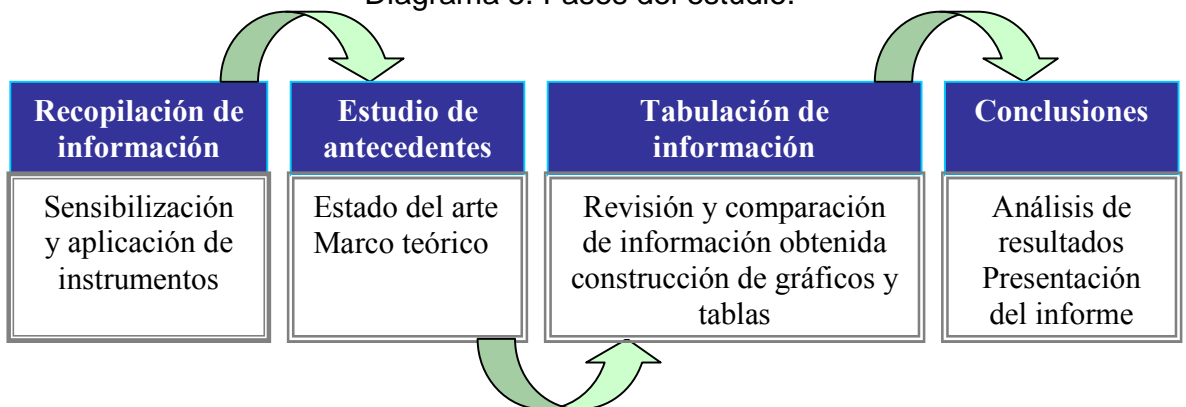 Diagrama 3. Fases del estudio.
Recopilación de
información
Sensibilización
y aplicación de
instrumentos
Estudio de
antecedentes
Estado del arte
Marco teórico
Tabulación de
información
Revisión y comparación
de información obtenida
construcción de gráficos y
tablas
Conclusiones
Análisis de
resultados
Presentación
del informe